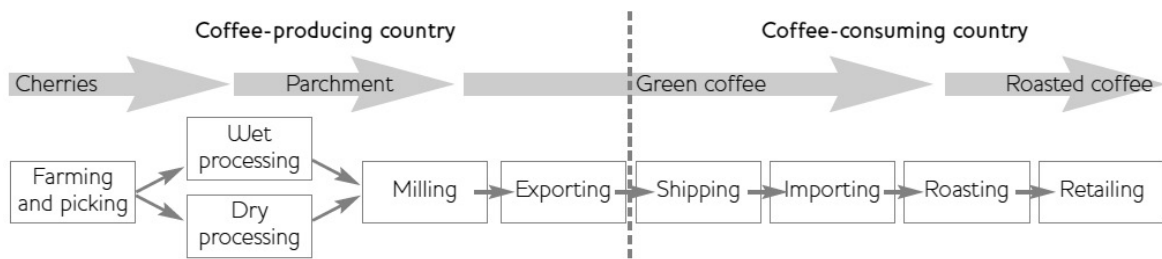 Coffee-producing country
Coffee-consuming country
Cherries
Parchment
Green coffee
Roasted coffee
Farming
and picking
Wet
processing
Dry
processing
Milling
Exporting
Shipping
Importing
Roasting
Retailing